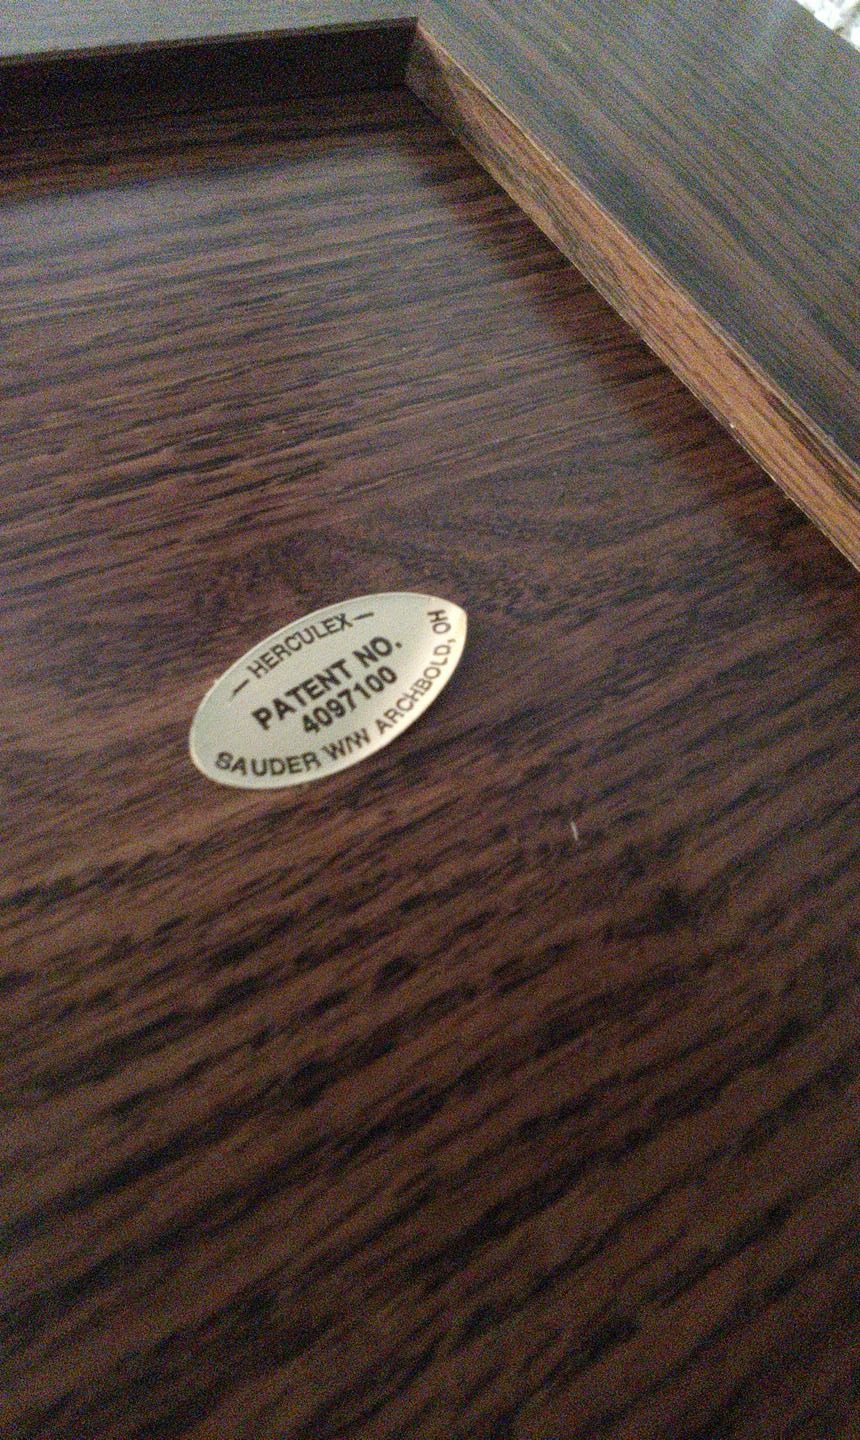 — HERCULEX —
PATENT NO.
4097100
SAUDER W/W ARCHBOLD, OH